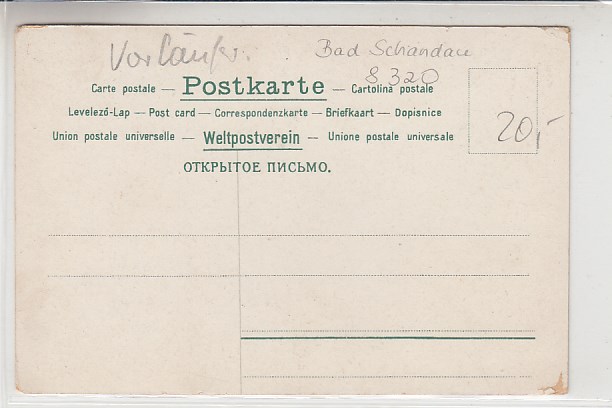 Vorläufer.
Bad Schandau
8320
Carte postale — Postkarte — Cartolina postale
Levelező-Lap — Post card — Correspondenzkarte — Briefkaart — Dopisnice
Union postale universelle — Weltpostverein — Unione postale universale
ОТКРЫТОЕ ПИСЬМО.
20,-